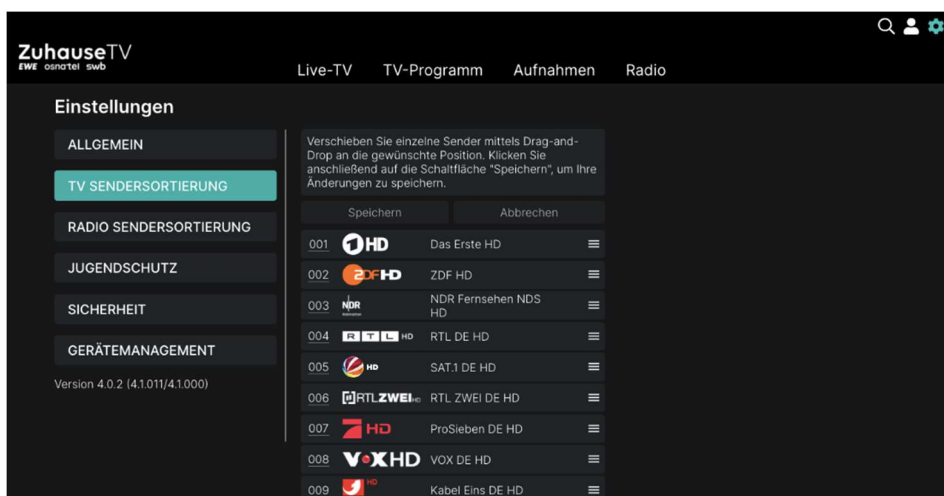 ZuhauseTV
EWE osnatel swb
Live-TV TV-Programm Aufnahmen Radio
Einstellungen
ALLGEMEIN
TV SENDERSORTIERUNG
RADIO SENDERSORTIERUNG
JUGENDSCHUTZ
SICHERHEIT
GERÄTEMANAGEMENT
Version 4.0.2 (4.1.011/4.1.000)
Verschieben Sie einzelne Sender mittels Drag-and-
Drop an die gewünschte Position. Klicken Sie
anschließend auf die Schaltfläche "Speichern", um Ihre
Änderungen zu speichern.
Speichern Abbrechen
001 1 HD Das Erste HD
002 ZDF HD ZDF HD
003 NDR NDR Fernsehen NDS
HD
004 RTL HD RTL DE HD
005 HD SAT.1 DE HD
006 RTLZWEI HD RTL ZWEI DE HD
007 7 HD ProSieben DE HD
008 VOX HD VOX DE HD
009 HD Kabel Eins DE HD